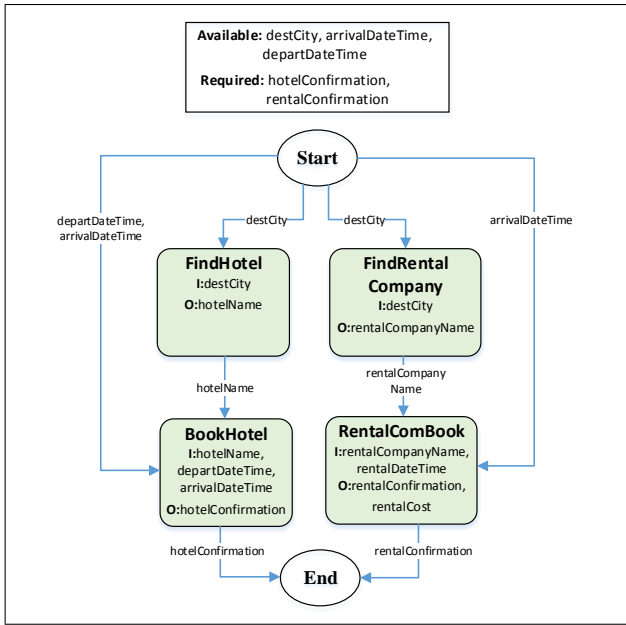 Available: destCity, arrivalDateTime,
departDateTime
Required: hotelConfirmation,
rentalConfirmation
Start
departDateTime,
arrivalDateTime
destCity
destCity
arrivalDateTime
FindHotel
I:destCity
O:hotelName
FindRental
Company
I:destCity
O:rentalCompanyName
hotelName
rentalCompany
Name
BookHotel
I:hotelName,
departDateTime,
arrivalDateTime
O:hotelConfirmation
RentalComBook
I:rentalCompanyName,
rentalDateTime
O:rentalConfirmation,
rentalCost
hotelConfirmation
rentalConfirmation
End